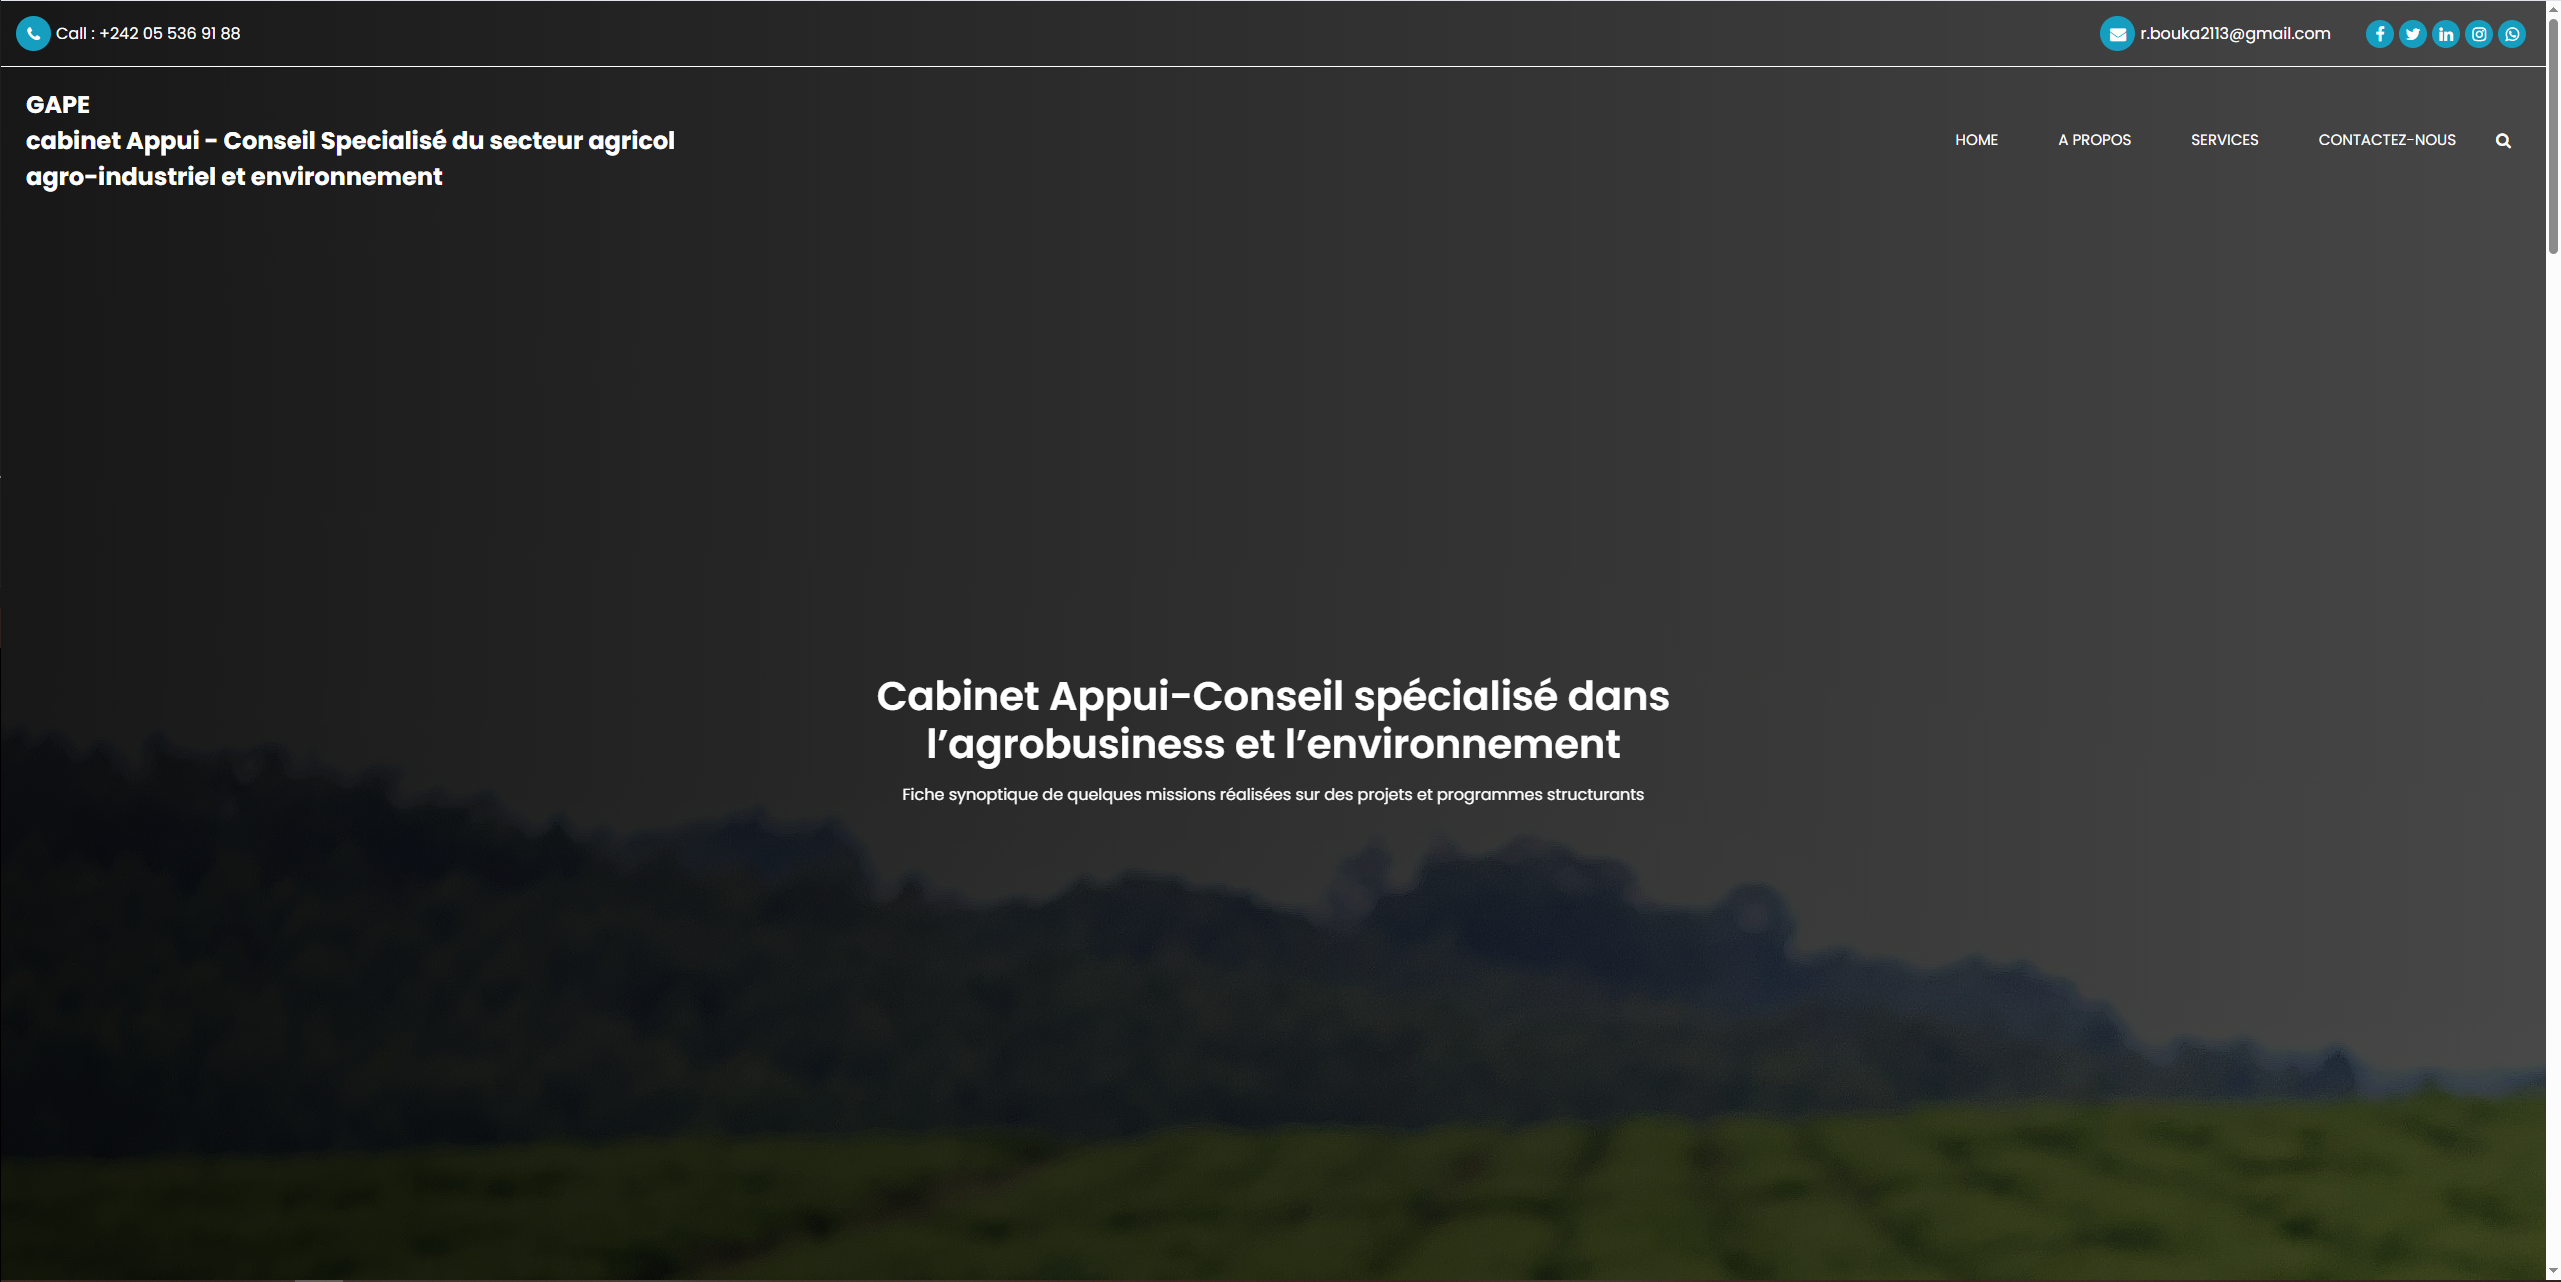 Call : +242 05 536 91 88
r.bouka2113@gmail.com
GAPE
cabinet Appui - Conseil Specialisé du secteur agricol
agro-industriel et environnement
HOME
A PROPOS
SERVICES
CONTACTEZ-NOUS
Cabinet Appui-Conseil spécialisé dans
l’agrobusiness et l’environnement
Fiche synoptique de quelques missions réalisées sur des projets et programmes structurants